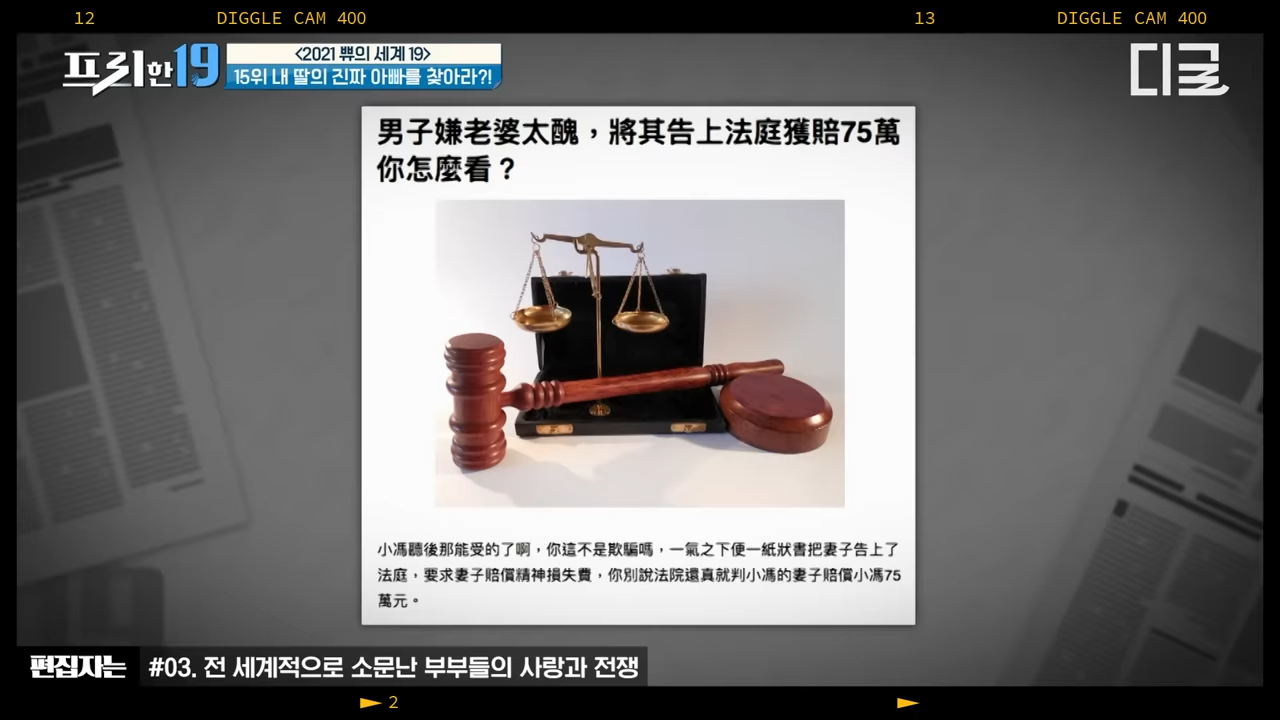 12 DIGGLE CAM 400 13 DIGGLE CAM 400
프리한19
<2021 쀼의 세계 19>
15위 내 딸의 진짜 아빠를 찾아라?!
디글
男子嫌老婆太醜，將其告上法庭獲賠75萬
你怎麼看？
小馮聽後那能受的了啊，你這不是欺騙嗎，一氣之下便一紙狀書把妻子告上了
法庭，要求妻子賠償精神損失費，你別說法院還真就判小馮的妻子賠償小馮75
萬元。
편집자는 #03. 전 세계적으로 소문난 부부들의 사랑과 전쟁
2